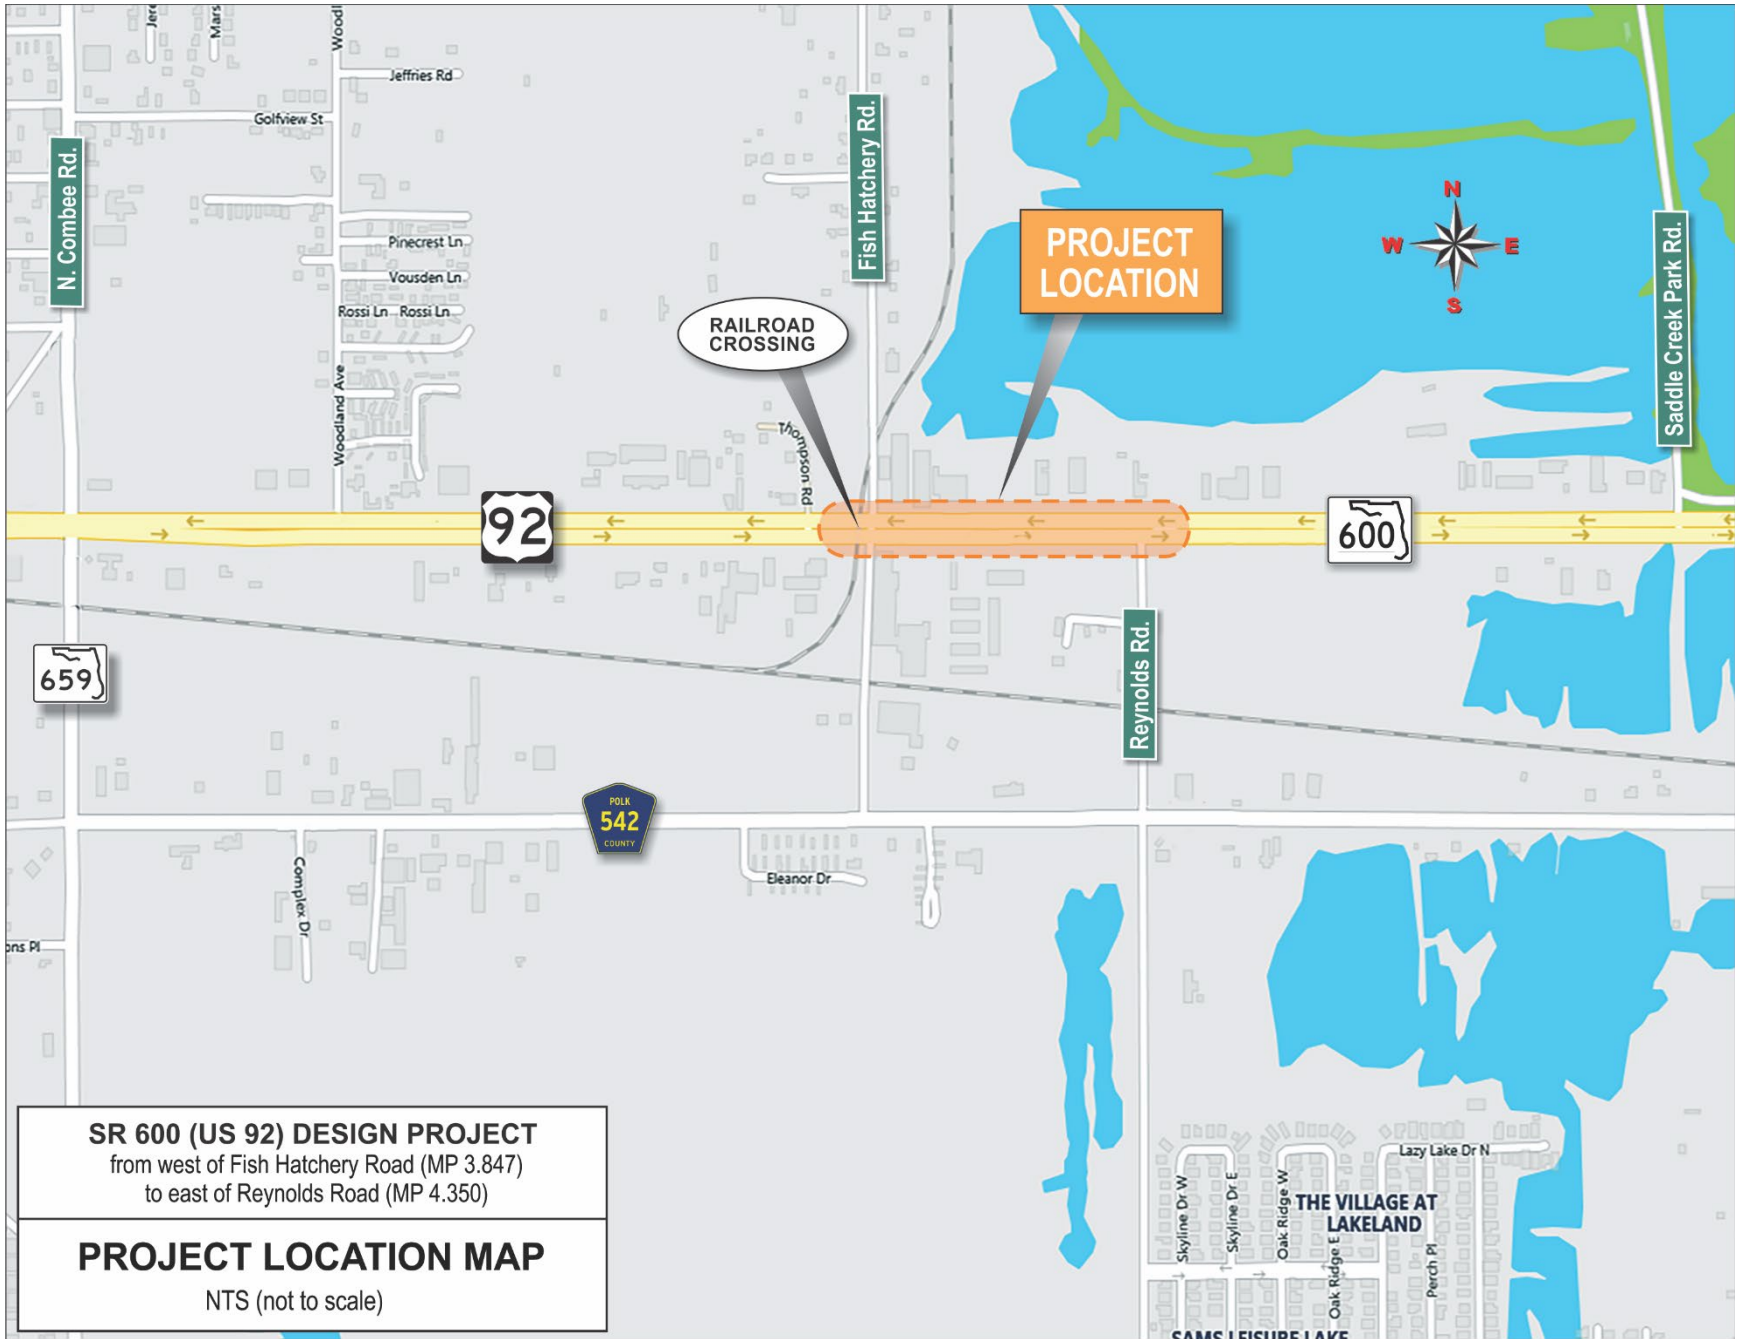 Woodl
Jeffries Rd
Golfview St
N. Combee Rd.
Fish Hatchery Rd.
N
W
E
S
PROJECT
LOCATION
Saddle Creek Park Rd.
Pinecrest Ln
Vousden Ln
Rossi Ln
Rossi Ln
RAILROAD
CROSSING
Woodland Ave
Thompson Rd
92
600
Reynolds Rd.
659
POLK
542
COUNTY
Complex Dr
Eleanor Dr
ons Pl
SR 600 (US 92) DESIGN PROJECT
from west of Fish Hatchery Road (MP 3.847)
to east of Reynolds Road (MP 4.350)
PROJECT LOCATION MAP
NTS (not to scale)
Lazy Lake Dr N
Skyline Dr W
Skyline Dr E
Oak Ridge W
Oak Ridge E
THE VILLAGE AT
LAKELAND
Perch Pl
SAMS LEISURE LAKE